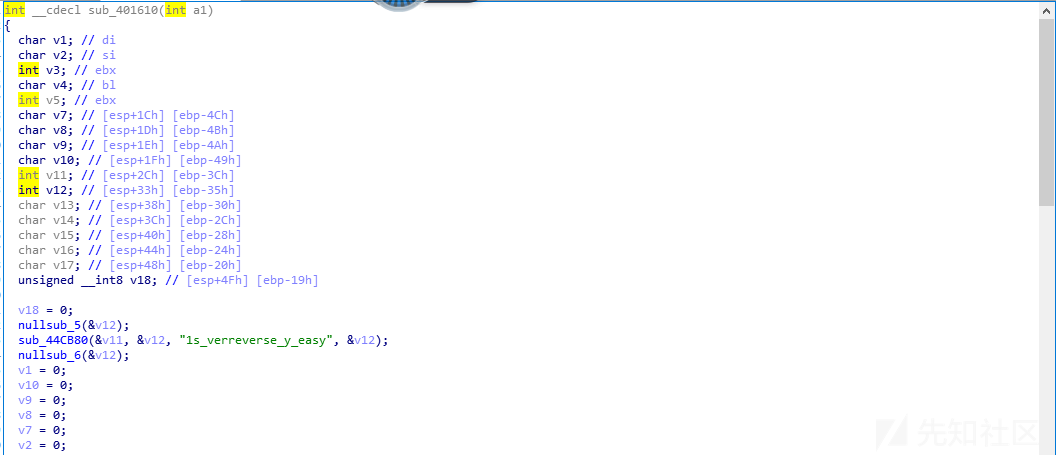 int __cdecl sub_401610(int a1)
{
char v1; // di
char v2; // si
int v3; // ebx
char v4; // bl
int v5; // ebx
char v7; // [esp+1Ch] [ebp-4Ch]
char v8; // [esp+1Dh] [ebp-4Bh]
char v9; // [esp+1Eh] [ebp-4Ah]
char v10; // [esp+1Fh] [ebp-49h]
int v11; // [esp+2Ch] [ebp-3Ch]
int v12; // [esp+33h] [ebp-35h]
char v13; // [esp+38h] [ebp-30h]
char v14; // [esp+3Ch] [ebp-2Ch]
char v15; // [esp+40h] [ebp-28h]
char v16; // [esp+44h] [ebp-24h]
char v17; // [esp+48h] [ebp-20h]
unsigned __int8 v18; // [esp+4Fh] [ebp-19h]
v18 = 0;
nullsub_5(&v12);
sub_44CB80(&v11, &v12, "1s_verreverse_y_easy", &v12);
nullsub_6(&v12);
v1 = 0;
v10 = 0;
v9 = 0;
v8 = 0;
v7 = 0;
v2 = 0;
先知社区